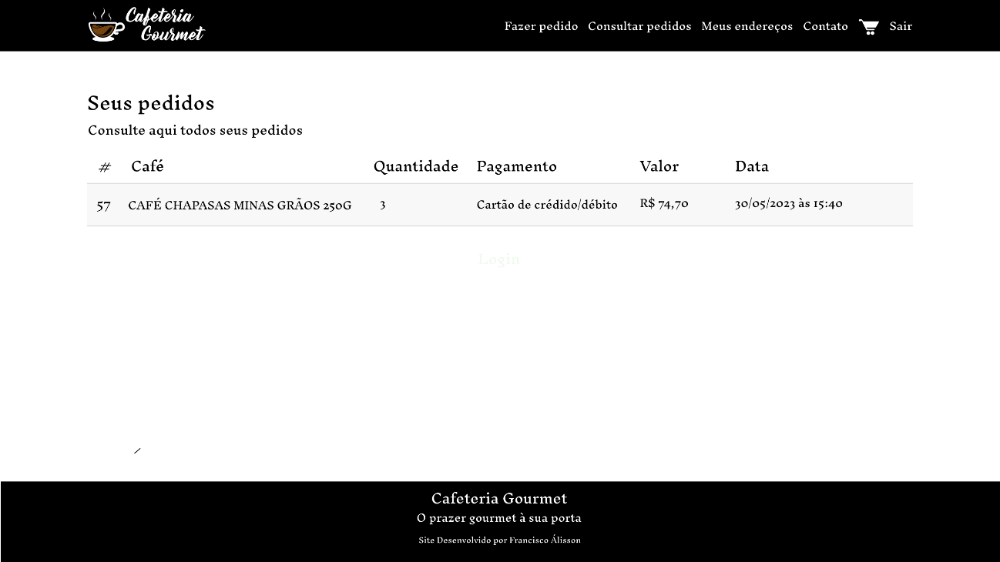 Cafeteria
Gourmet
Fazer pedido Consultar pedidos Meus endereços Contato Sair
Seus pedidos
Consulte aqui todos seus pedidos
# Café Quantidade Pagamento Valor Data
57 CAFÉ CHAPASAS MINAS GRÃOS 250G 3 Cartão de crédido/débito R$ 74,70 30/05/2023 às 15:40
Login
Cafeteria Gourmet
O prazer gourmet à sua porta
Site Desenvolvido por Francisco Álisson